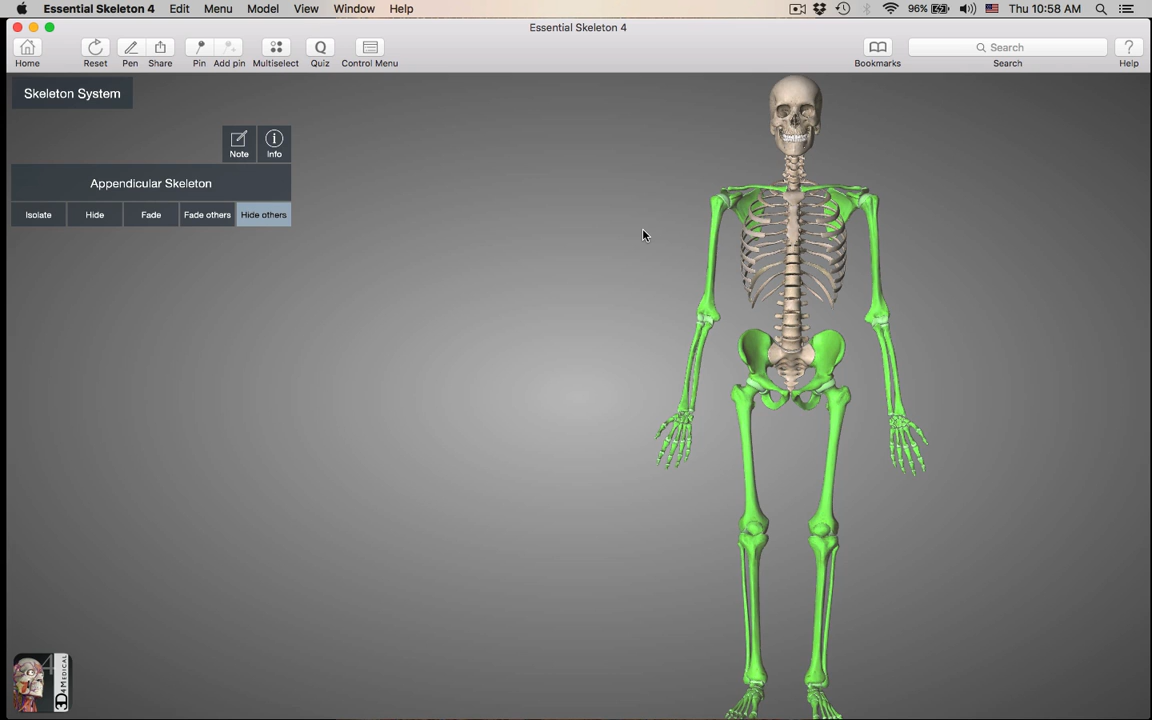 Essential Skeleton 4 Edit Menu Model View Window Help 96% Thu 10:58 AM
Essential Skeleton 4
Search
Home Reset Pen Share Pin Add pin Multiselect Quiz Control Menu Bookmarks Search Help
Skeleton System
Note Info
Appendicular Skeleton
Isolate Hide Fade Fade others Hide others
4
3D4MEDICAL